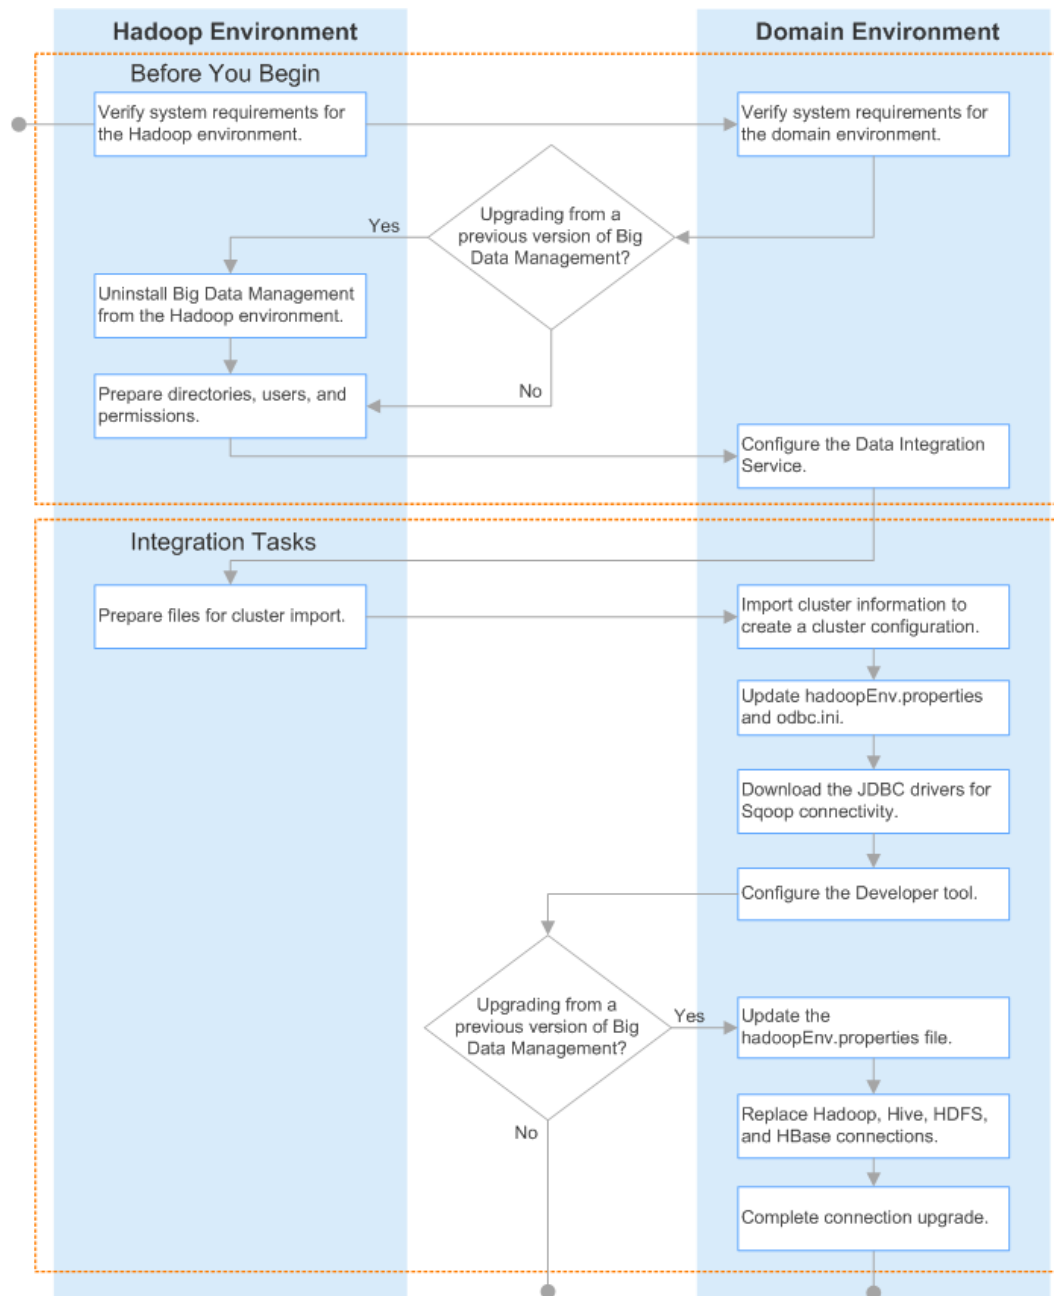 Hadoop Environment
Domain Environment
Before You Begin
Verify system requirements for
the Hadoop environment.
Verify system requirements for
the domain environment.
Upgrading from a
previous version of Big
Data Management?
Yes
Uninstall Big Data Management
from the Hadoop environment.
No
Prepare directories, users, and
permissions.
Configure the Data Integration
Service.
Integration Tasks
Prepare files for cluster import.
Import cluster information to
create a cluster configuration.
Update hadoopEnv.properties
and odbc.ini.
Download the JDBC drivers for
Sqoop connectivity.
Configure the Developer tool.
Upgrading from a
previous version of Big
Data Management?
Yes
Update the
hadoopEnv.properties file.
No
Replace Hadoop, Hive, HDFS,
and HBase connections.
Complete connection upgrade.